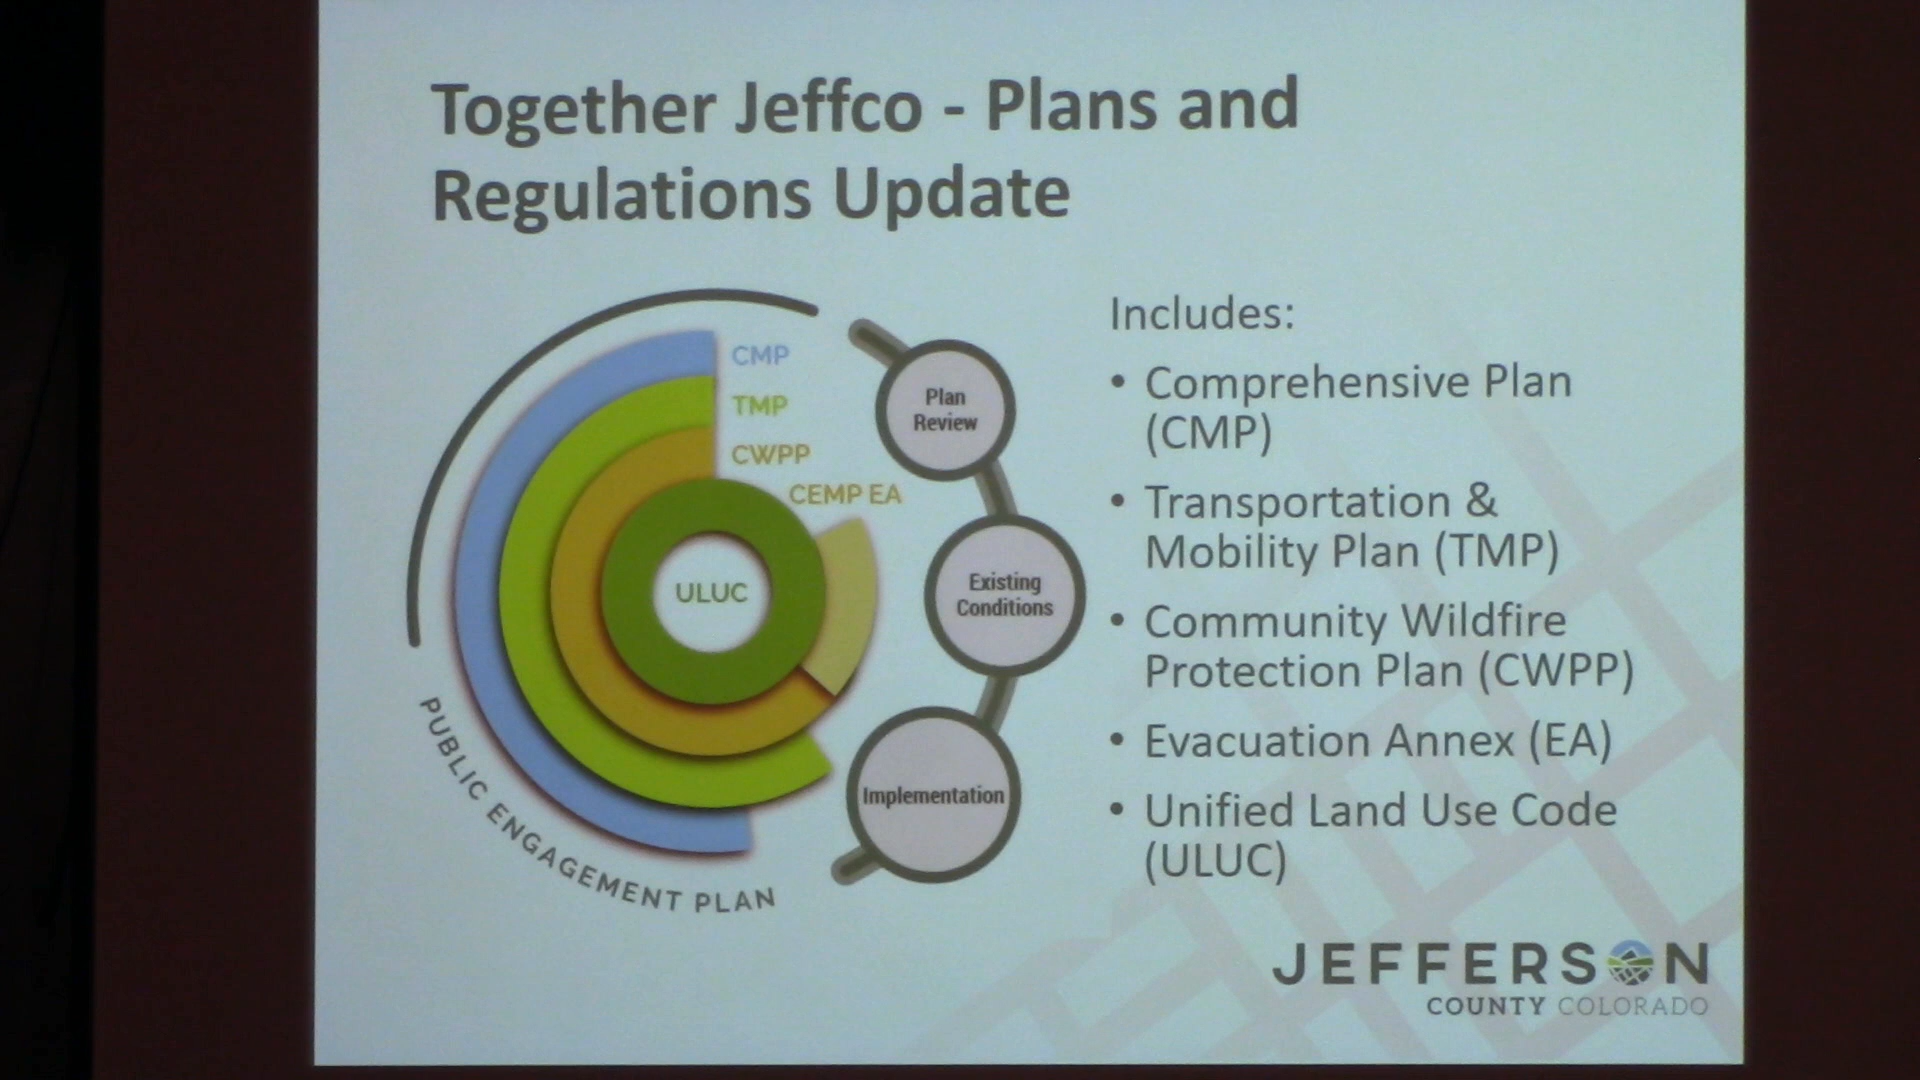 Together Jeffco - Plans and
Regulations Update
CMP
TMP
CWPP
CEMP EA
ULUC
PUBLIC ENGAGEMENT PLAN
Plan
Review
Existing
Conditions
Implementation
Includes:
• Comprehensive Plan
(CMP)
• Transportation &
Mobility Plan (TMP)
• Community Wildfire
Protection Plan (CWPP)
• Evacuation Annex (EA)
• Unified Land Use Code
(ULUC)
JEFFERSON
COUNTY COLORADO